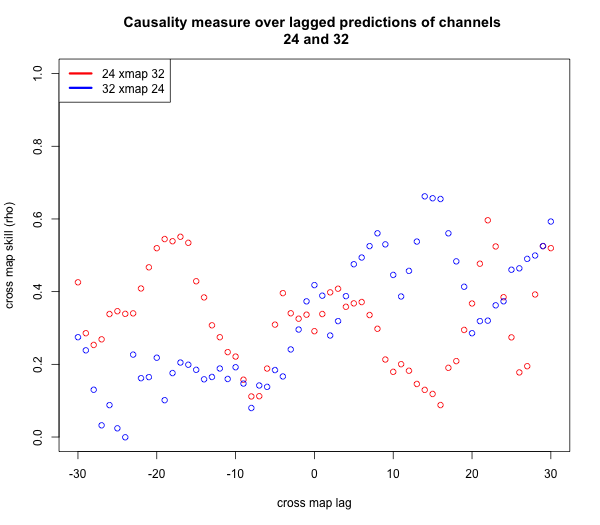 Causality measure over lagged predictions of channels
24 and 32
24 xmap 32
32 xmap 24
cross map skill (rho)
1.0
0.8
0.6
0.4
0.2
0.0
-30 -20 -10 0 10 20 30
cross map lag